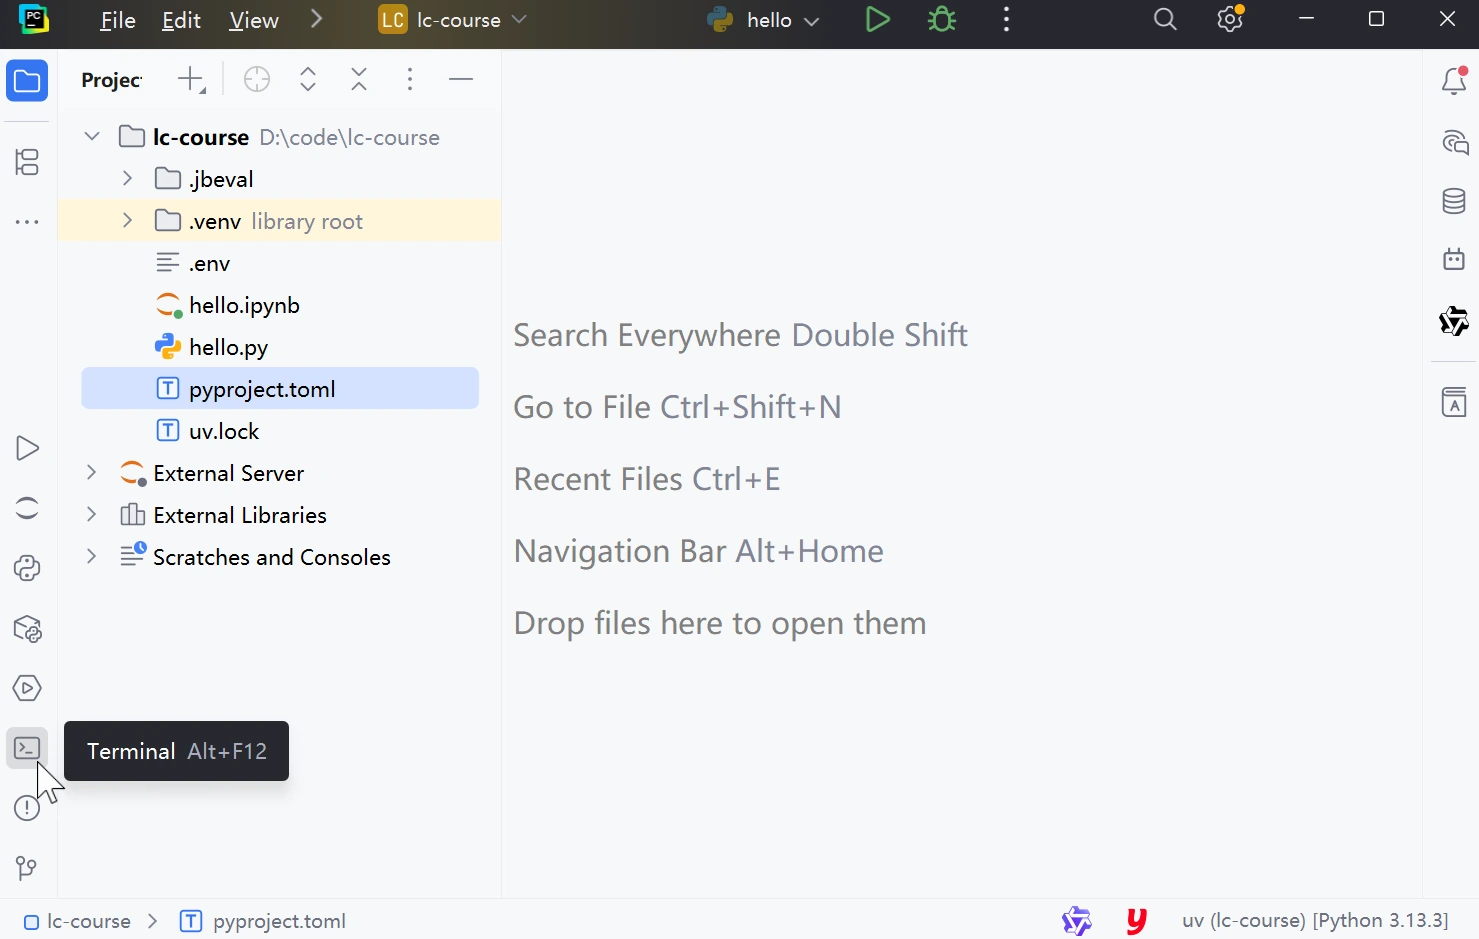 PC File Edit View LC lc-course hello
Projec
lc-course D:\code\lc-course
.jbeval
.venv library root
.env
hello.ipynb
hello.py
T pyproject.toml
T uv.lock
External Server
External Libraries
Scratches and Consoles
Search Everywhere Double Shift
Go to File Ctrl+Shift+N
Recent Files Ctrl+E
Navigation Bar Alt+Home
Drop files here to open them
Terminal Alt+F12
A
lc-course T pyproject.toml
y uv (lc-course) [Python 3.13.3]